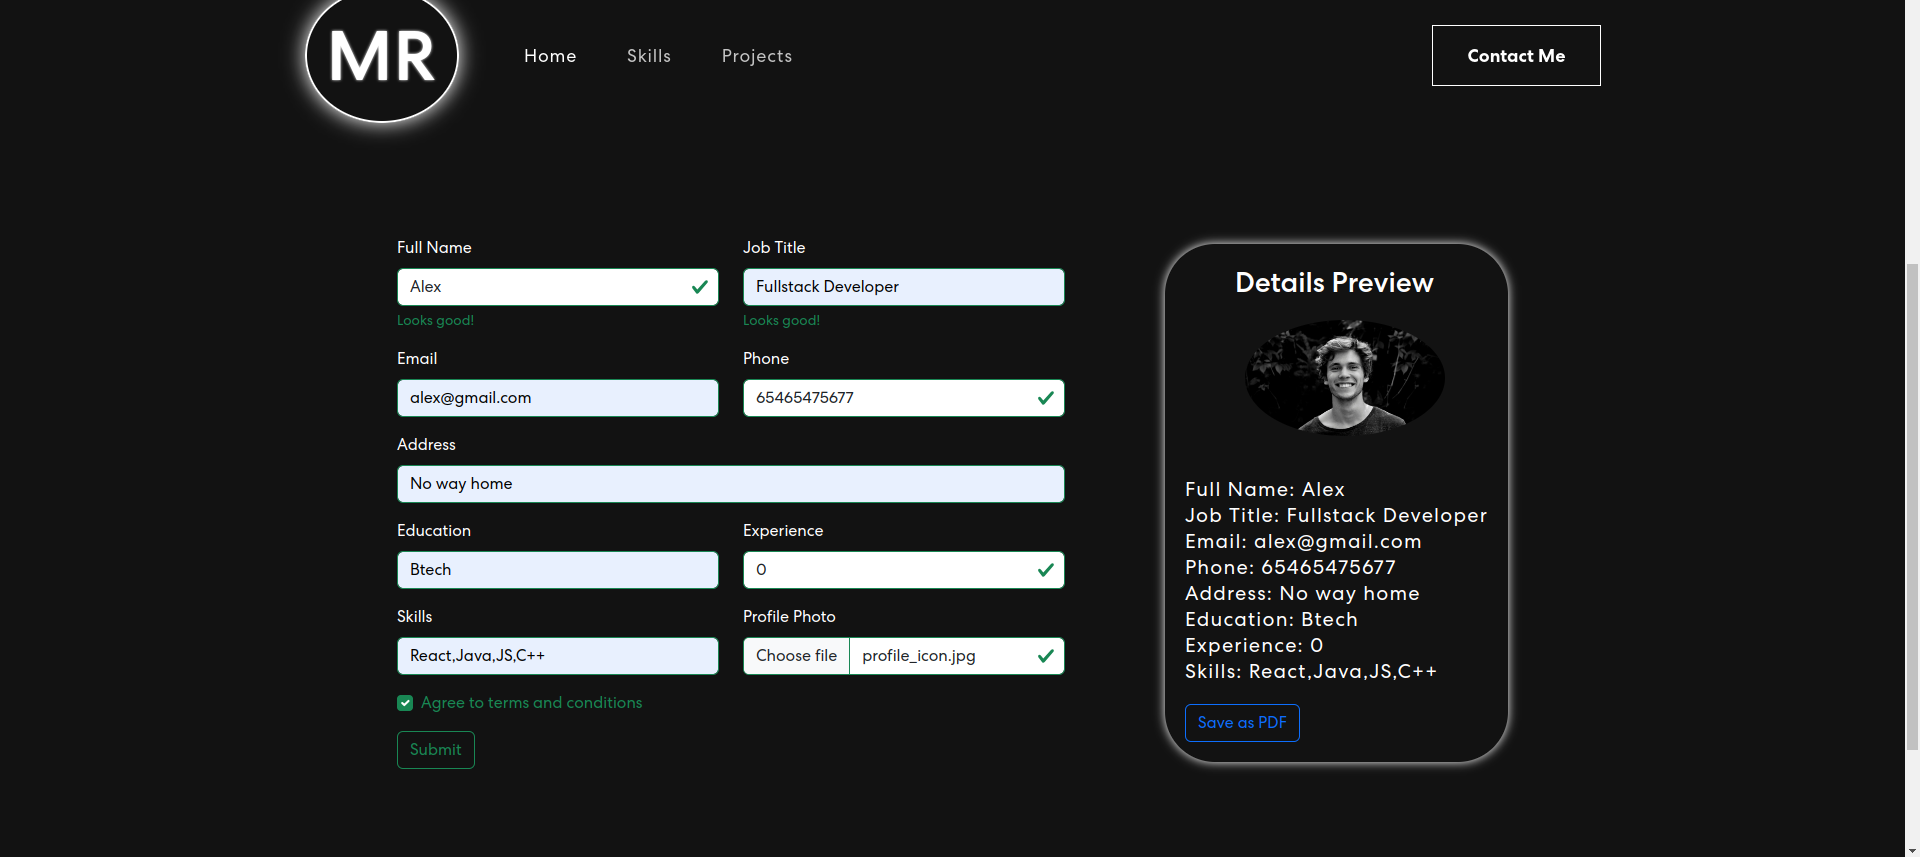 MR
Home
Skills
Projects
Contact Me
Full Name
Job Title
Alex
Fullstack Developer
Looks good!
Looks good!
Email
Phone
alex@gmail.com
65465475677
Address
No way home
Education
Experience
Btech
0
Skills
Profile Photo
React,Java,JS,C++
Choose file
profile_icon.jpg
Agree to terms and conditions
Submit
Details Preview
Full Name: Alex
Job Title: Fullstack Developer
Email: alex@gmail.com
Phone: 65465475677
Address: No way home
Education: Btech
Experience: 0
Skills: React,Java,JS,C++
Save as PDF